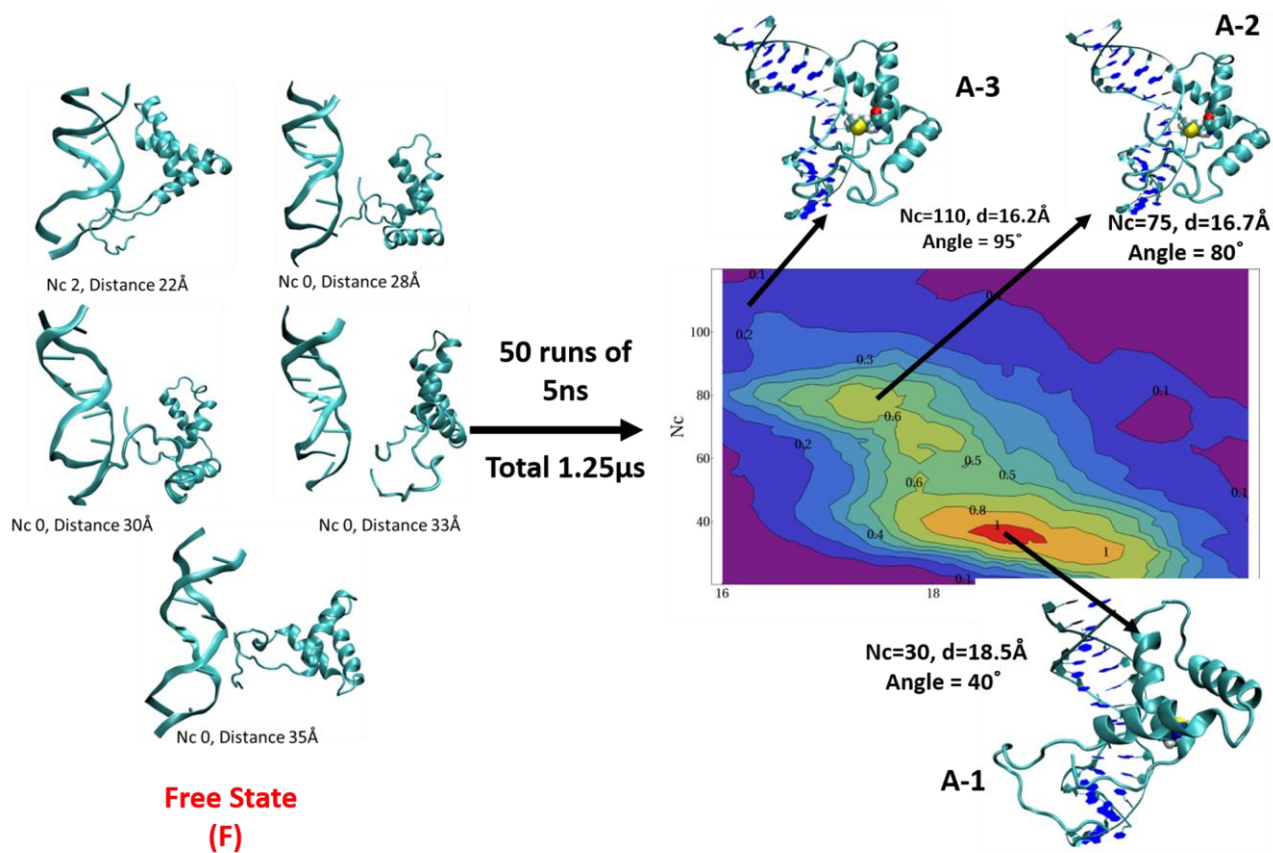 Nc 2, Distance 22Å
Nc 0, Distance 28Å
Nc 0, Distance 30Å
Nc 0, Distance 33Å
Nc 0, Distance 35Å
Free State
(F)
50 runs of
5ns
Total 1.25µs
A-3
A-2
Nc=110, d=16.2Å
Angle = 95˚
Nc=75, d=16.7Å
Angle = 80˚
Nc
100
80
60
40
16
18
0.1
0.2
0.3
0.1
0.6
0.2
0.5
0.5
0.6
0.1
0.8
0.4
1
1
0.1
Nc=30, d=18.5Å
Angle = 40˚
A-1